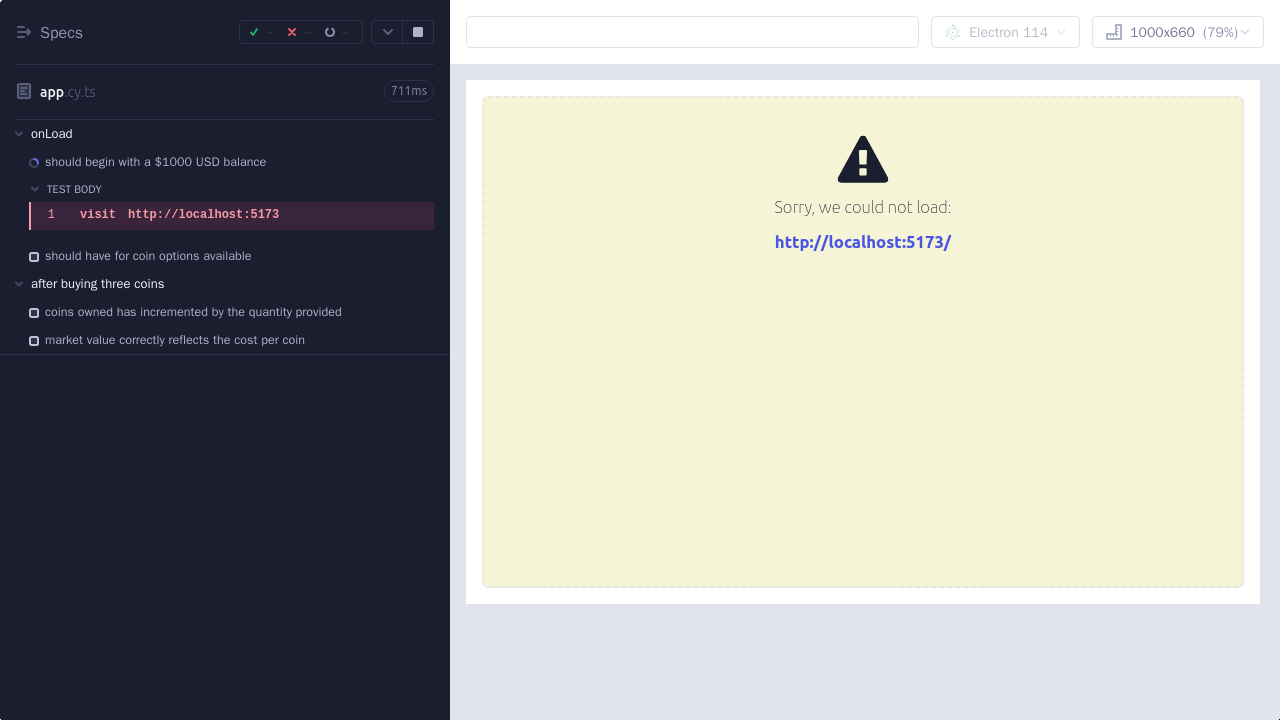 Specs
--
--
--
app.cy.ts
711ms
onLoad
should begin with a $1000 USD balance
TEST BODY
1 visit http://localhost:5173
should have for coin options available
after buying three coins
coins owned has incremented by the quantity provided
market value correctly reflects the cost per coin
Electron 114
1000x660 (79%)
Sorry, we could not load:
http://localhost:5173/